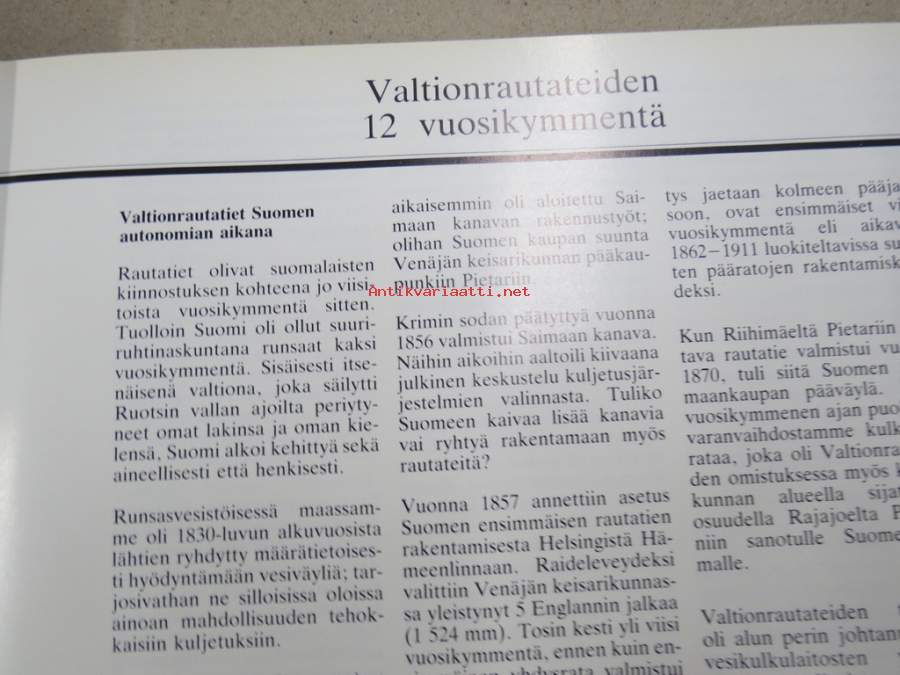 Valtionrautateiden
12 vuosikymmentä
Valtionrautatiet Suomen
autonomian aikana
Rautatiet olivat suomalaisten
kiinnostuksen kohteena jo viisi-
toista vuosikymmentä sitten.
Tuolloin Suomi oli ollut suuri-
ruhtinaskuntana runsaat kaksi
vuosikymmentä. Sisäisesti itse-
näisenä valtiona, joka säilytti
Ruotsin vallan ajoilta periyty-
neet omat lakinsa ja oman kie-
lensä, Suomi alkoi kehittyä sekä
aineellisesti että henkisesti.
Runsasvesistöisessä maassam-
me oli 1830-luvun alkuvuosista
lähtien ryhdytty määrätietoises-
ti hyödyntämään vesiväyliä; tar-
josivathan ne silloisissa oloissa
ainoan mahdollisuuden tehok-
kaisiin kuljetuksiin.
aikaisemmin oli aloitettu Sai-
maan kanavan rakennustyöt;
olihan Suomen kaupan suunta
Venäjän keisarikunnan pääkau-
punkiin Pietariin.
Antikvariaatti.net
Krimin sodan päätyttyä vuonna
1856 valmistui Saimaan kanava.
Näihin aikoihin aaltoili kiivaana
julkinen keskustelu kuljetusjär-
jestelmien valinnasta. Tuliko
Suomeen kaivaa lisää kanavia
vai ryhtyä rakentamaan myös
rautateitä?
Vuonna 1857 annettiin asetus
Suomen ensimmäisen rautatien
rakentamisesta Helsingistä Hä-
meenlinnaan. Raideleveydeksi
valittiin Venäjän keisarikunnas-
sa yleistynyt 5 Englannin jalkaa
(1 524 mm). Tosin kesti yli viisi
vuosikymmentä, ennen kuin en-
yhdysrata valmistui
tys jaetaan kolmeen pääja
soon, ovat ensimmäiset vi
vuosikymmentä eli aikav
1862–1911 luokiteltavissa su
ten pääratojen rakentamisk
deksi.
Kun Riihimäeltä Pietariin
tava rautatie valmistui vu
1870, tuli siitä Suomen
maankaupan pääväylä.
vuosikymmenen ajan puo
varanvaihdostamme kulk
rataa, joka oli Valtionra
den omistuksessa myös k
kunnan alueella sijat
osuudella Rajajoelta P
niin sanotulle Suome
malle.
Valtionrautateiden
oli alun perin johtanu
vesikulkulaitosten